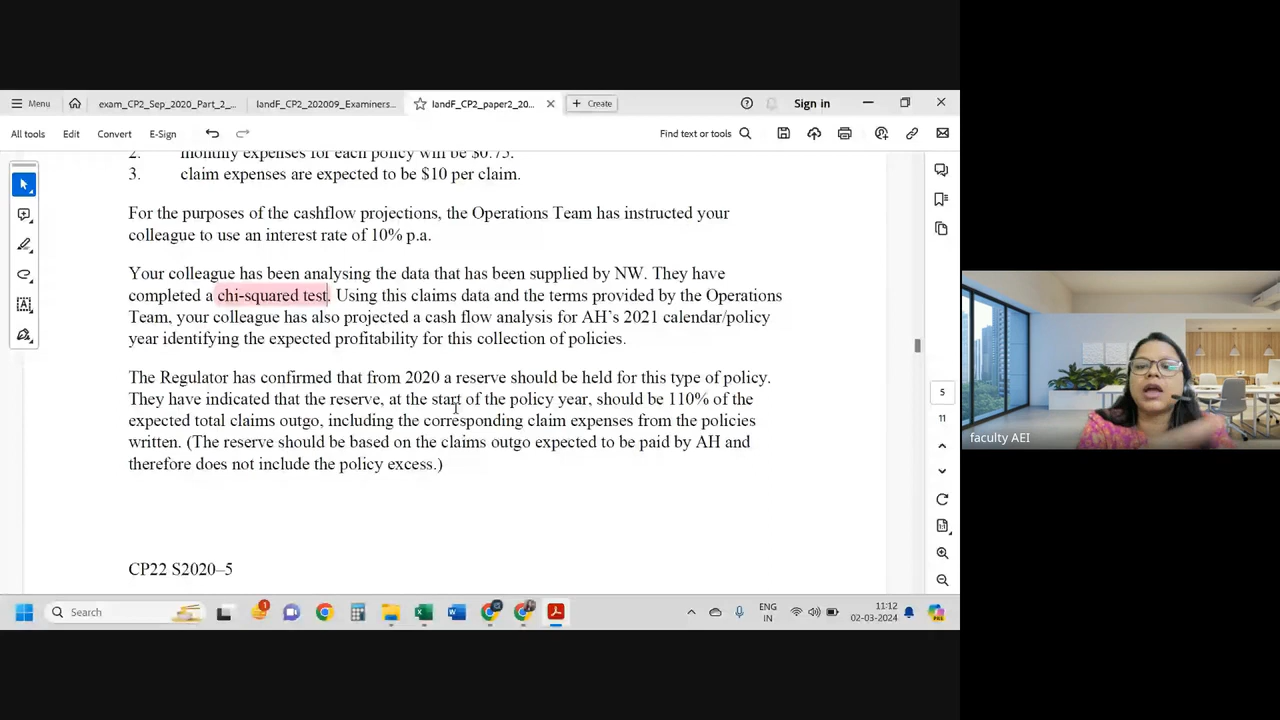 Menu
exam_CP2_Sep_2020_Part_2_...
IandF_CP2_202009_Examiners...
IandF_CP2_paper2_20...
Create
Sign in
All tools
Edit
Convert
E-Sign
Find text or tools
2. monthly expenses for each policy will be $0.75.
3. claim expenses are expected to be $10 per claim.
For the purposes of the cashflow projections, the Operations Team has instructed your
colleague to use an interest rate of 10% p.a.
Your colleague has been analysing the data that has been supplied by NW. They have
completed a chi-squared test. Using this claims data and the terms provided by the Operations
Team, your colleague has also projected a cash flow analysis for AH's 2021 calendar/policy
year identifying the expected profitability for this collection of policies.
The Regulator has confirmed that from 2020 a reserve should be held for this type of policy.
They have indicated that the reserve, at the start of the policy year, should be 110% of the
expected total claims outgo, including the corresponding claim expenses from the policies
written. (The reserve should be based on the claims outgo expected to be paid by AH and
therefore does not include the policy excess.)
CP22 S2020–5
5
11
faculty AEI
Search
1
ENG
IN
11:12
02-03-2024